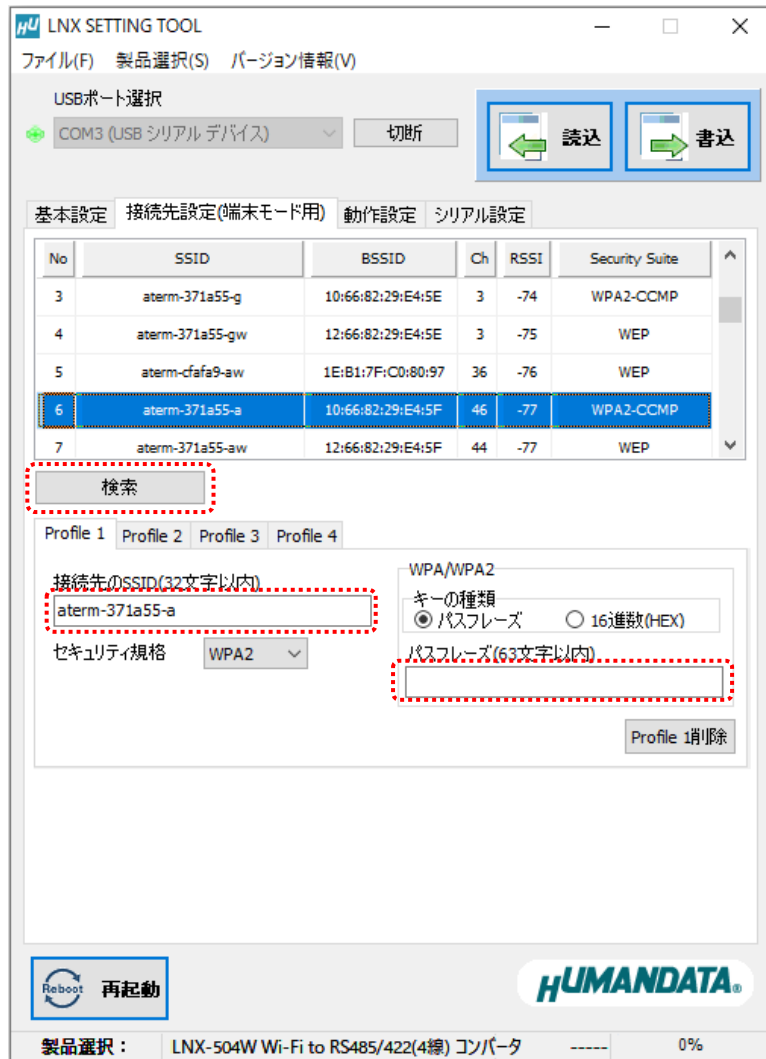 HU LNX SETTING TOOL
ファイル(F) 製品選択(S) バージョン情報(V)
USBポート選択
COM3 (USB シリアル デバイス) 切断 読込 書込
基本設定 接続先設定(端末モード用) 動作設定 シリアル設定
No SSID BSSID Ch RSSI Security Suite
3 aterm-371a55-g 10:66:82:29:E4:5E 3 -74 WPA2-CCMP
4 aterm-371a55-gw 12:66:82:29:E4:5E 3 -75 WEP
5 aterm-cfafa9-aw 1E:B1:7F:C0:80:97 36 -76 WEP
6 aterm-371a55-a 10:66:82:29:E4:5F 46 -77 WPA2-CCMP
7 aterm-371a55-aw 12:66:82:29:E4:5F 44 -77 WEP
検索
Profile 1 Profile 2 Profile 3 Profile 4
接続先のSSID(32文字以内)
aterm-371a55-a
セキュリティ規格 WPA2
WPA/WPA2
キーの種類
パスフレーズ 16進数(HEX)
パスフレーズ(63文字以内)
Profile 1削除
Reboot 再起動
HUMANDATA®
製品選択： LNX-504W Wi-Fi to RS485/422(4線) コンバータ ----- 0%